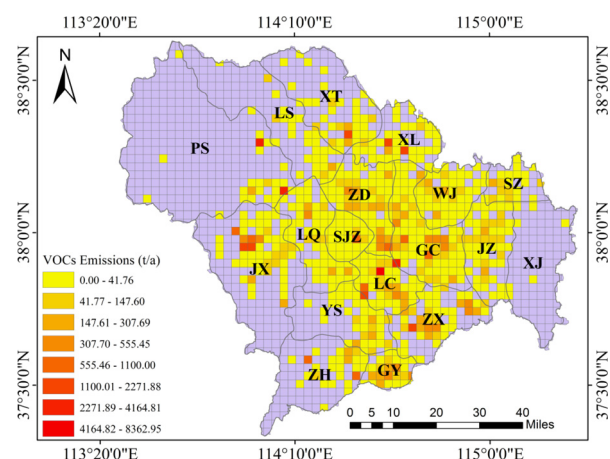 113°20'0"E 114°10'0"E 115°00'0"E
N
38°30'0"N 38°30'0"N
XT
LS
PS
XL
SZ
WJ
ZD
38°00'0"N 38°00'0"N
LQ SJZ
GC JZ
XJ
VOCs Emissions (t/a)
JX
0.00 - 41.76
LC
41.77 - 147.60
YS
147.61 - 307.69
ZX
307.70 - 555.45
555.46 - 1100.00
37°30'0"N 37°30'0"N
ZH GY
1100.01 - 2271.88
2271.89 - 4164.81
4164.82 - 8362.95
0 5 10 20 30 40
Miles
113°20'0"E 114°10'0"E 115°00'0"E